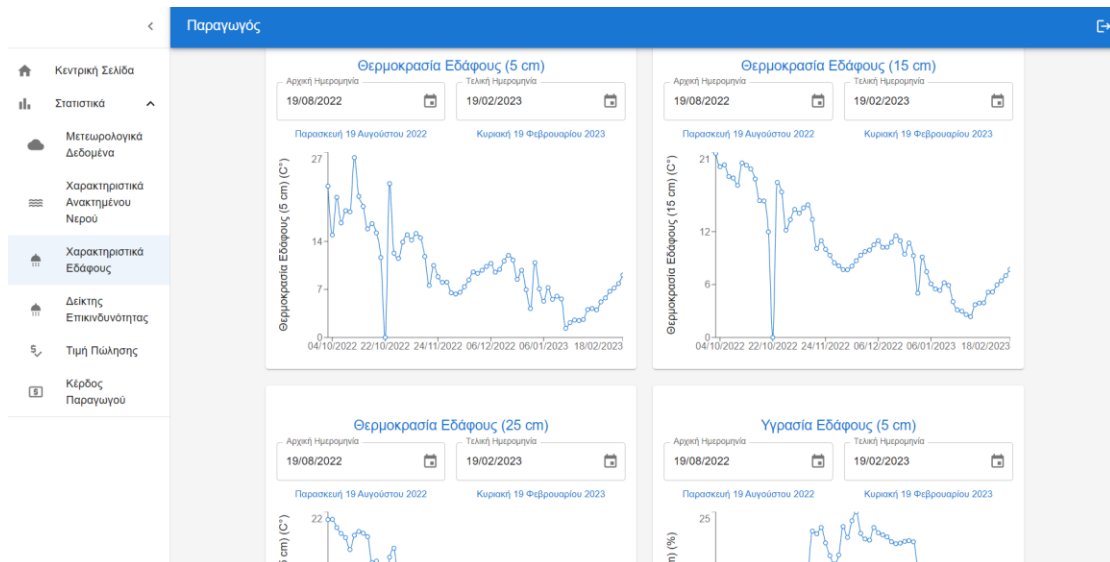 Παραγωγός
Κεντρική Σελίδα
Στατιστικά
Μετεωρολογικά
Δεδομένα
Χαρακτηριστικά
Ανακτημένου
Νερού
Χαρακτηριστικά
Εδάφους
Δείκτης
Επικινδυνότητας
Τιμή Πώλησης
Κέρδος
Παραγωγού
Θερμοκρασία Εδάφους (5 cm)
Αρχική Ημερομηνία
19/08/2022
Τελική Ημερομηνία
19/02/2023
Παρασκευή 19 Αυγούστου 2022
Κυριακή 19 Φεβρουαρίου 2023
Θερμοκρασία Εδάφους (5 cm) (C°)
27
14
7
0
04/10/2022 22/10/2022 24/11/2022 06/12/2022 06/01/2023 18/02/2023
Θερμοκρασία Εδάφους (15 cm)
Αρχική Ημερομηνία
19/08/2022
Τελική Ημερομηνία
19/02/2023
Παρασκευή 19 Αυγούστου 2022
Κυριακή 19 Φεβρουαρίου 2023
Θερμοκρασία Εδάφους (15 cm) (C°)
21
12
6
0
04/10/2022 22/10/2022 24/11/2022 06/12/2022 06/01/2023 18/02/2023
Θερμοκρασία Εδάφους (25 cm)
Αρχική Ημερομηνία
19/08/2022
Τελική Ημερομηνία
19/02/2023
Παρασκευή 19 Αυγούστου 2022
Κυριακή 19 Φεβρουαρίου 2023
cm) (C°)
22
Υγρασία Εδάφους (5 cm)
Αρχική Ημερομηνία
19/08/2022
Τελική Ημερομηνία
19/02/2023
Παρασκευή 19 Αυγούστου 2022
Κυριακή 19 Φεβρουαρίου 2023
(%)
25